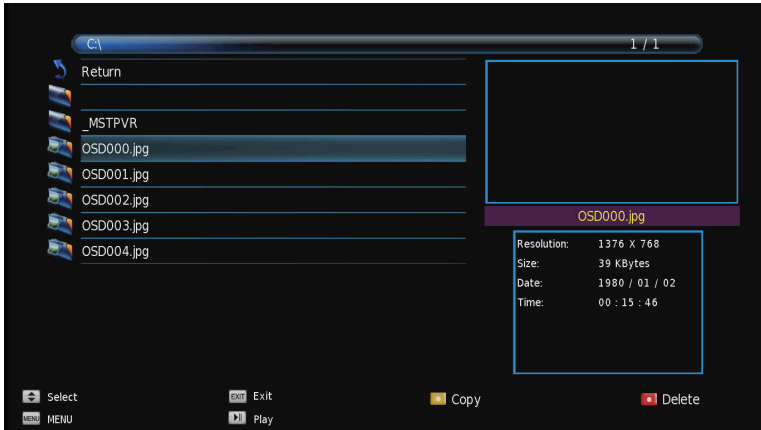 C:\ 1 / 1
Return
_MSTPVR
OSD000.jpg
OSD001.jpg
OSD002.jpg
OSD003.jpg
OSD004.jpg
OSD000.jpg
Resolution: 1376 X 768
Size: 39 KBytes
Date: 1980 / 01 / 02
Time: 00 : 15 : 46
Select EXIT Exit Copy Delete
MENU MENU Play